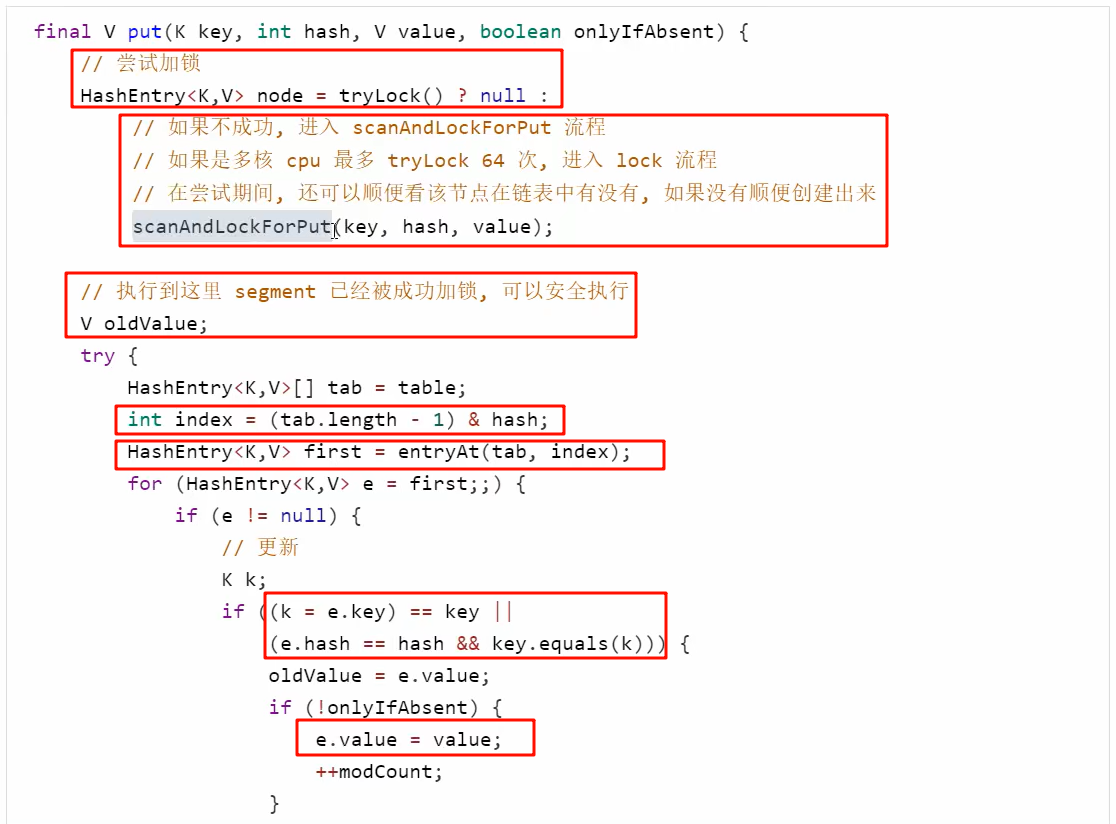 final V put(K key, int hash, V value, boolean onlyIfAbsent) {
// 尝试加锁
HashEntry<K,V> node = tryLock() ? null :
// 如果不成功, 进入 scanAndLockForPut 流程
// 如果是多核 cpu 最多 tryLock 64 次, 进入 lock 流程
// 在尝试期间, 还可以顺便看该节点在链表中有没有, 如果没有顺便创建出来
scanAndLockForPut(key, hash, value);
// 执行到这里 segment 已经被成功加锁, 可以安全执行
V oldValue;
try {
HashEntry<K,V>[] tab = table;
int index = (tab.length - 1) & hash;
HashEntry<K,V> first = entryAt(tab, index);
for (HashEntry<K,V> e = first;;) {
if (e != null) {
// 更新
K k;
if ((k = e.key) == key ||
(e.hash == hash && key.equals(k))) {
oldValue = e.value;
if (!onlyIfAbsent) {
e.value = value;
++modCount;
}